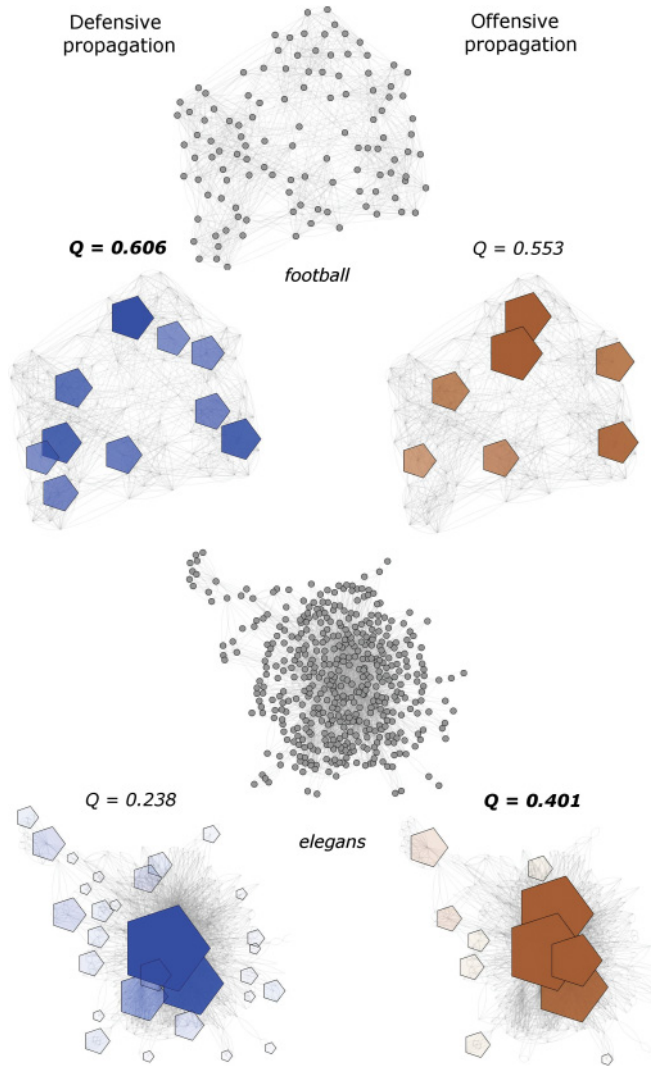 Defensive
propagation
Offensive
propagation
Q = 0.606
Q = 0.553
football
Q = 0.238
Q = 0.401
elegans